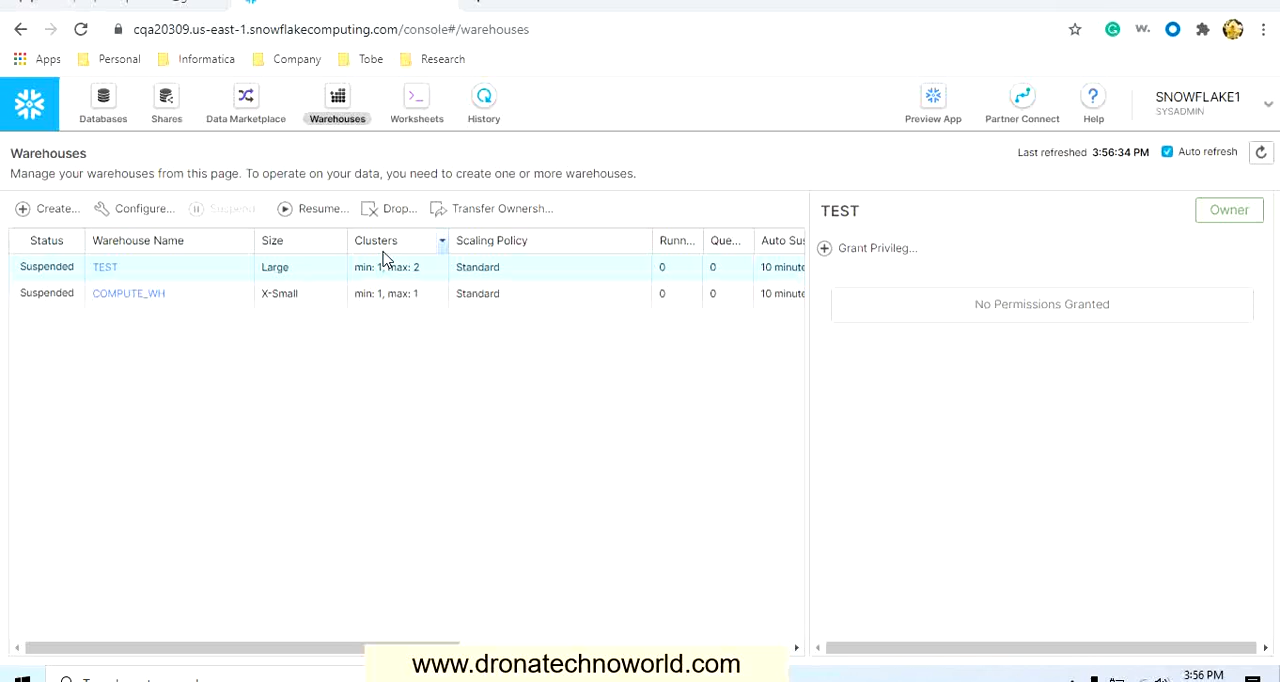 cqa20309.us-east-1.snowflakecomputing.com/console#/warehouses
Apps Personal Informatica Company Tobe Research
Databases Shares Data Marketplace Warehouses Worksheets History Preview App Partner Connect Help SNOWFLAKE1
SYSADMIN
Warehouses
Last refreshed 3:56:34 PM Auto refresh
Manage your warehouses from this page. To operate on your data, you need to create one or more warehouses.
Create... Configure... Suspend Resume... Drop... Transfer Ownersh...
TEST Owner
Status Warehouse Name Size Clusters Scaling Policy Runn... Que... Auto Sus
Grant Privileg...
Suspended TEST Large min: 1, max: 2 Standard 0 0 10 minute
Suspended COMPUTE_WH X-Small min: 1, max: 1 Standard 0 0 10 minute
No Permissions Granted
www.dronatechnoworld.com
3:56 PM